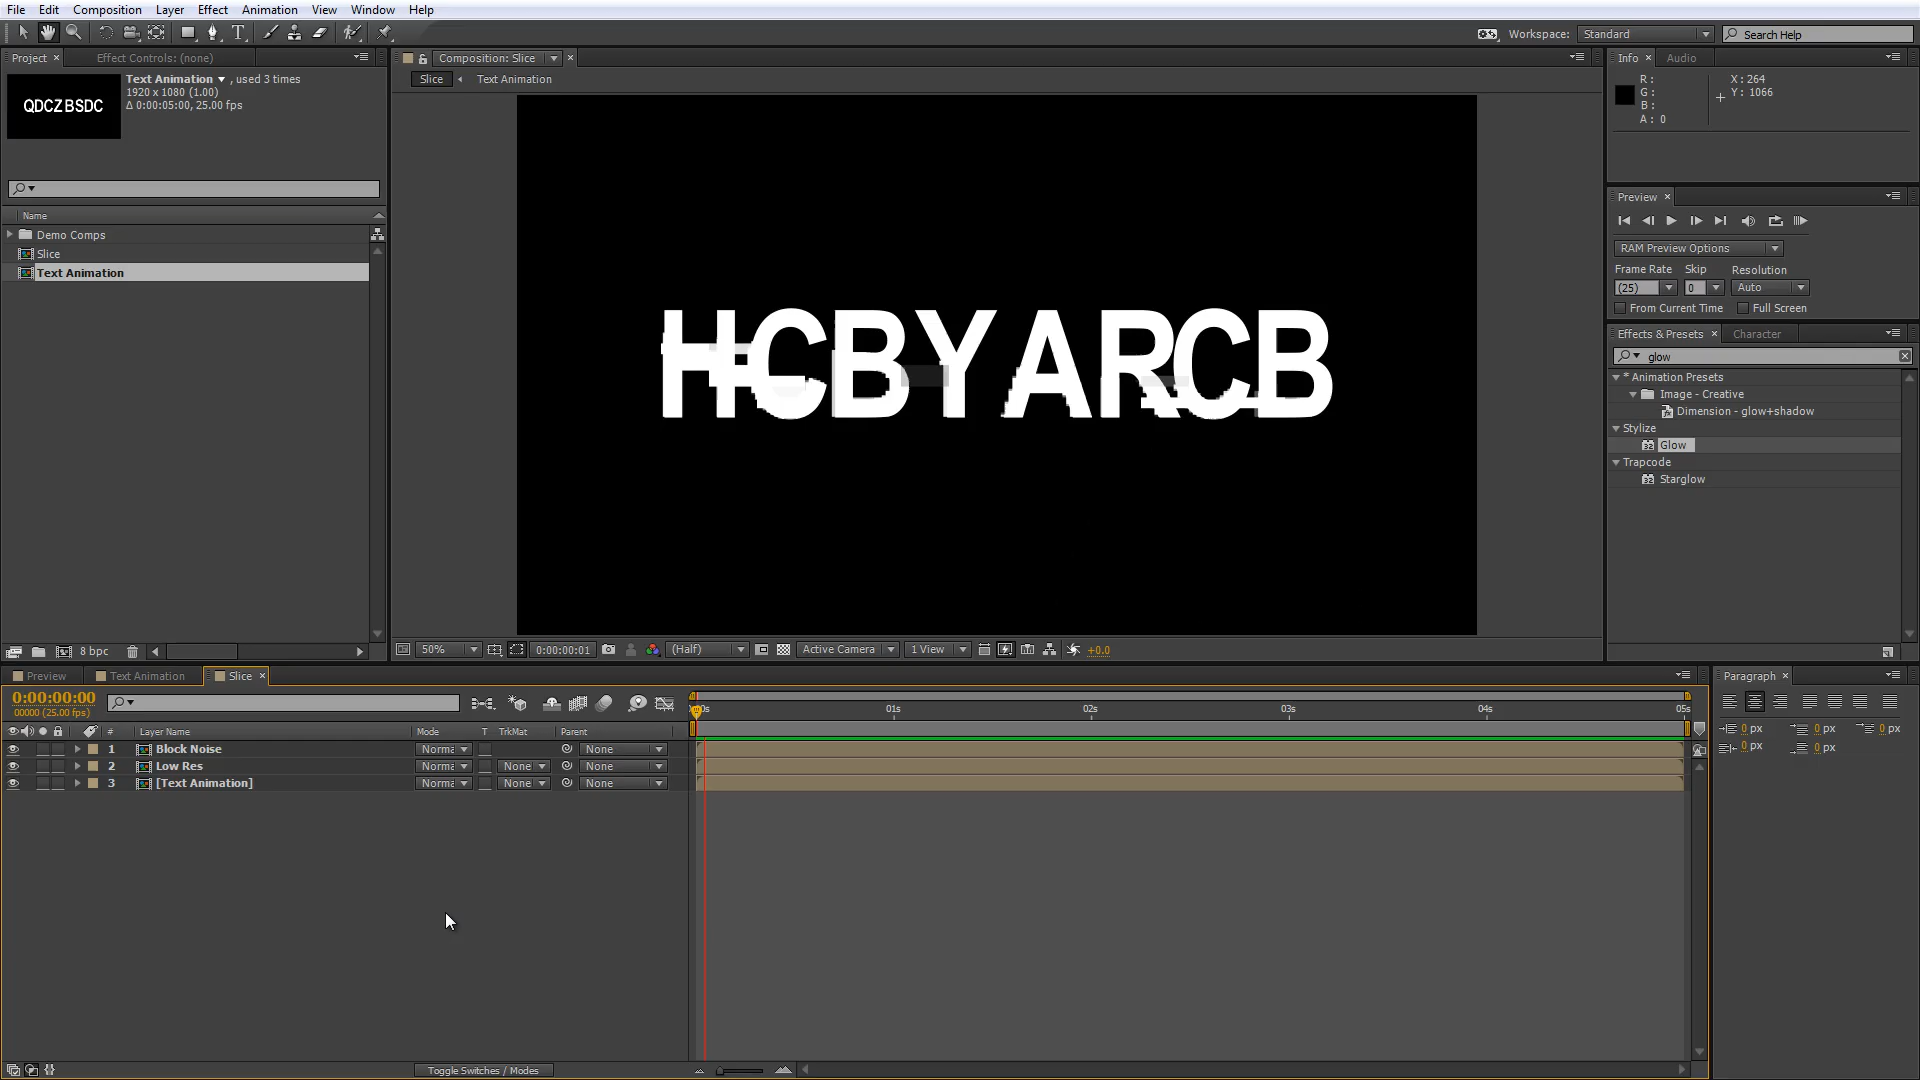 File Edit Composition Layer Effect Animation View Window Help
Workspace: Standard Search Help
Project × Effect Controls: (none)
Composition: Slice ×
Info × Audio
Slice Text Animation
Text Animation , used 3 times
1920 x 1080 (1.00)
Δ 0:00:05:00, 25.00 fps
QDCZ BSDC
R: X: 264
G: Y: 1066
B:
A: 0
Preview ×
Name
Demo Comps
Slice
Text Animation
RAM Preview Options
Frame Rate Skip Resolution
(25) 0 Auto
From Current Time Full Screen
Effects & Presets × Character
glow
* Animation Presets
Image - Creative
Dimension - glow+shadow
Stylize
Glow
Trapcode
Starglow
HCBYARCB
8 bpc
50% 0:00:00:01 (Half) Active Camera 1 View +0.0
Preview Text Animation Slice ×
Paragraph ×
0:00:00:00
00000 (25.00 fps)
01s 02s 03s 04s 05s
# Layer Name Mode T TrkMat Parent
1 Block Noise Norma None
2 Low Res Norma None None
3 [Text Animation] Norma None None
0 px 0 px 0 px
0 px 0 px
Toggle Switches / Modes